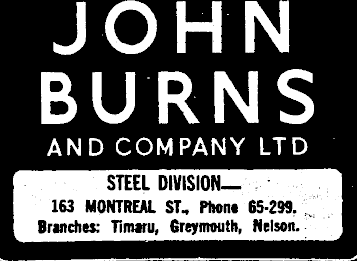 JOHN
BURNS
AND COMPANY LTD
STEEL DIVISION—
163 MONTREAL ST., Phone 65-299.
Branches: Timaru, Greymouth, Nelson.